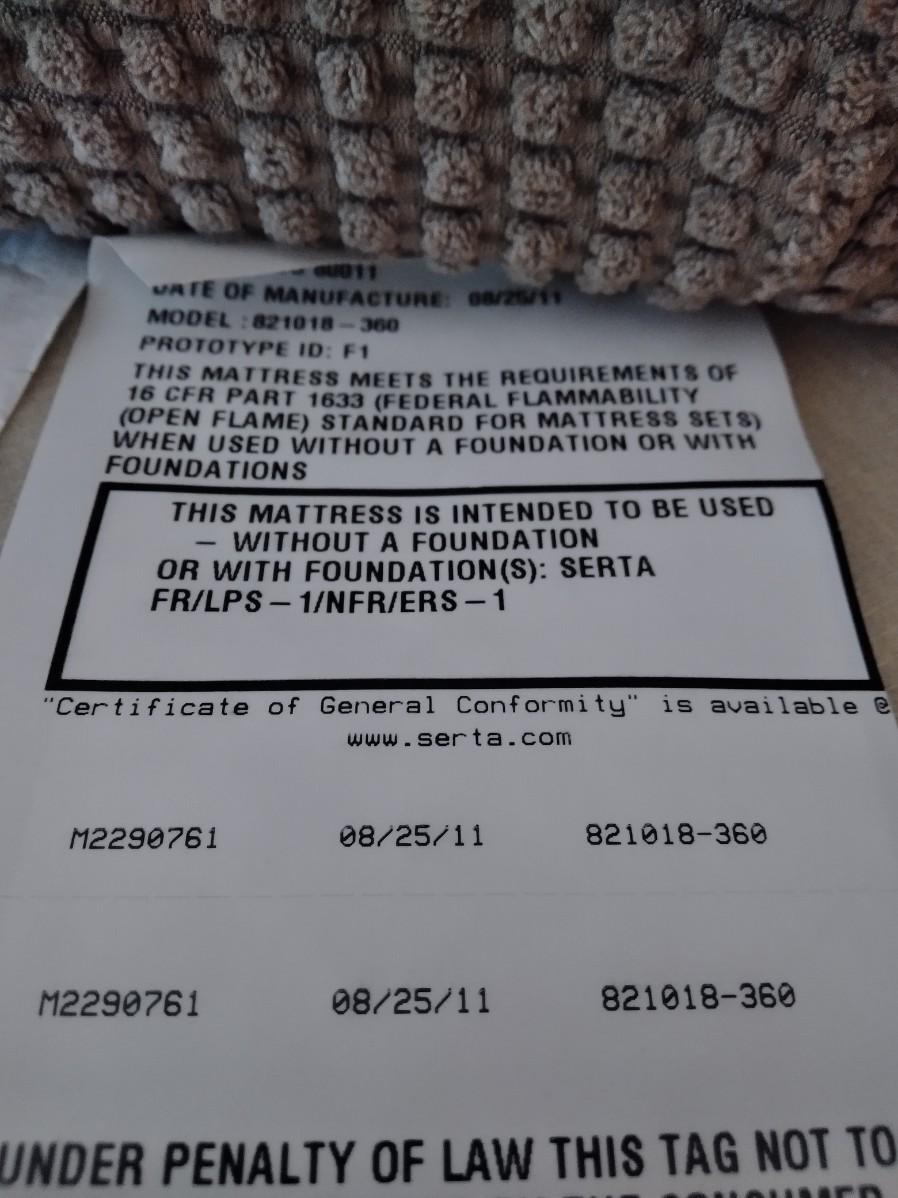 60011
DATE OF MANUFACTURE: 08/25/11
MODEL : 821018 – 360
PROTOTYPE ID: F1
THIS MATTRESS MEETS THE REQUIREMENTS OF
16 CFR PART 1633 (FEDERAL FLAMMABILITY
(OPEN FLAME) STANDARD FOR MATTRESS SETS)
WHEN USED WITHOUT A FOUNDATION OR WITH
FOUNDATIONS
THIS MATTRESS IS INTENDED TO BE USED
– WITHOUT A FOUNDATION
OR WITH FOUNDATION(S): SERTA
FR/LPS – 1/NFR/ERS – 1
"Certificate of General Conformity" is available @
www.serta.com
M2290761 08/25/11 821018-360
M2290761 08/25/11 821018-360
UNDER PENALTY OF LAW THIS TAG NOT TO
THE CONSUMER